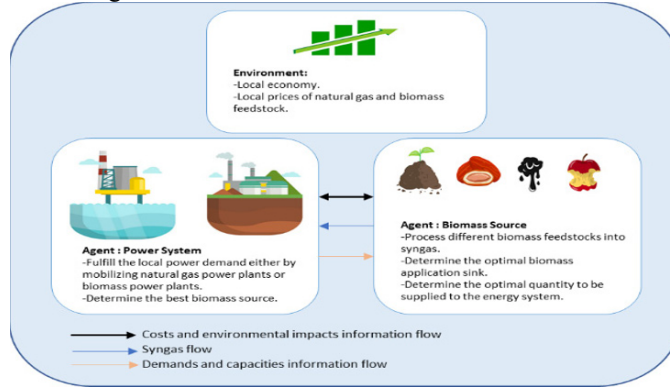 Environment:
-Local economy.
-Local prices of natural gas and biomass
feedstock.
Agent : Power System
-Fulfill the local power demand either by
mobilizing natural gas power plants or
biomass power plants.
-Determine the best biomass source.
Agent : Biomass Source
-Process different biomass feedstocks into
syngas.
-Determine the optimal biomass
application sink.
-Determine the optimal quantity to be
supplied to the energy system.
Costs and environmental impacts information flow
Syngas flow
Demands and capacities information flow